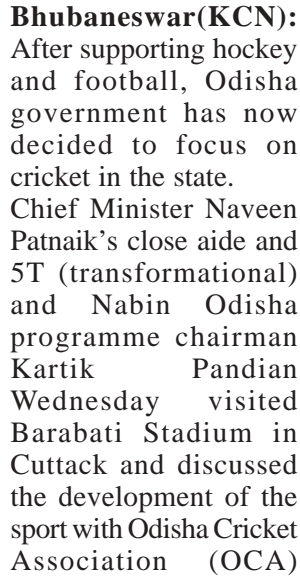 Bhubaneswar(KCN):
After supporting hockey
and football, Odisha
government has now
decided to focus on
cricket in the state.
Chief Minister Naveen
Patnaik's close aide and
5T (transformational)
and Nabin Odisha
programme chairman
Kartik Pandian
Wednesday visited
Barabati Stadium in
Cuttack and discussed
the development of the
sport with Odisha Cricket
Association (OCA)